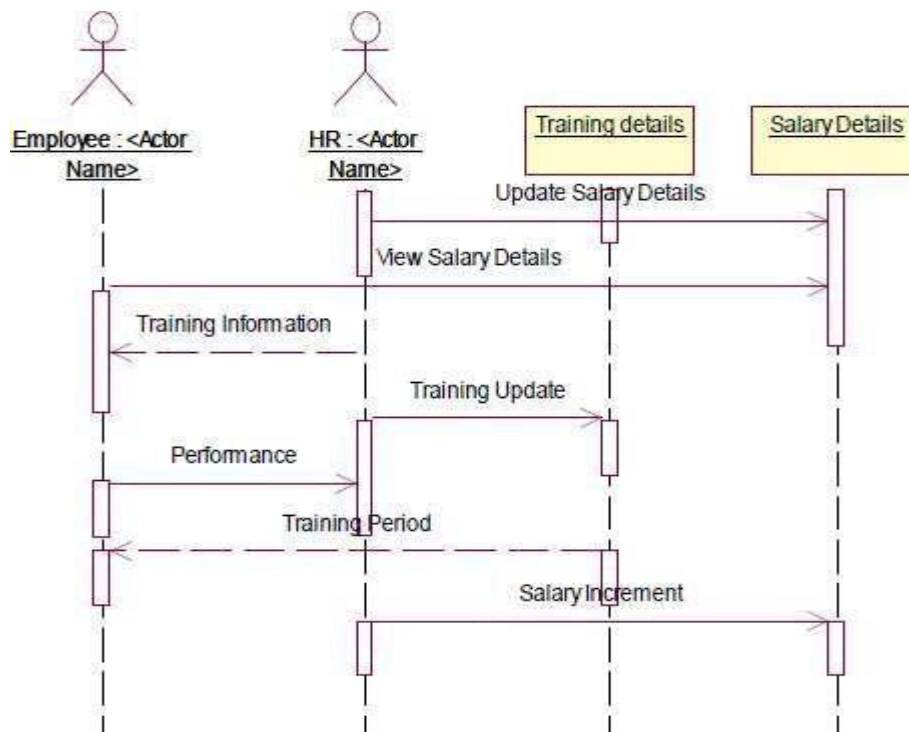 Employee : <Actor
Name>
HR : <Actor
Name>
Training details
Salary Details
Update Salary Details
View Salary Details
Training Information
Training Update
Performance
Training Period
Salary Increment